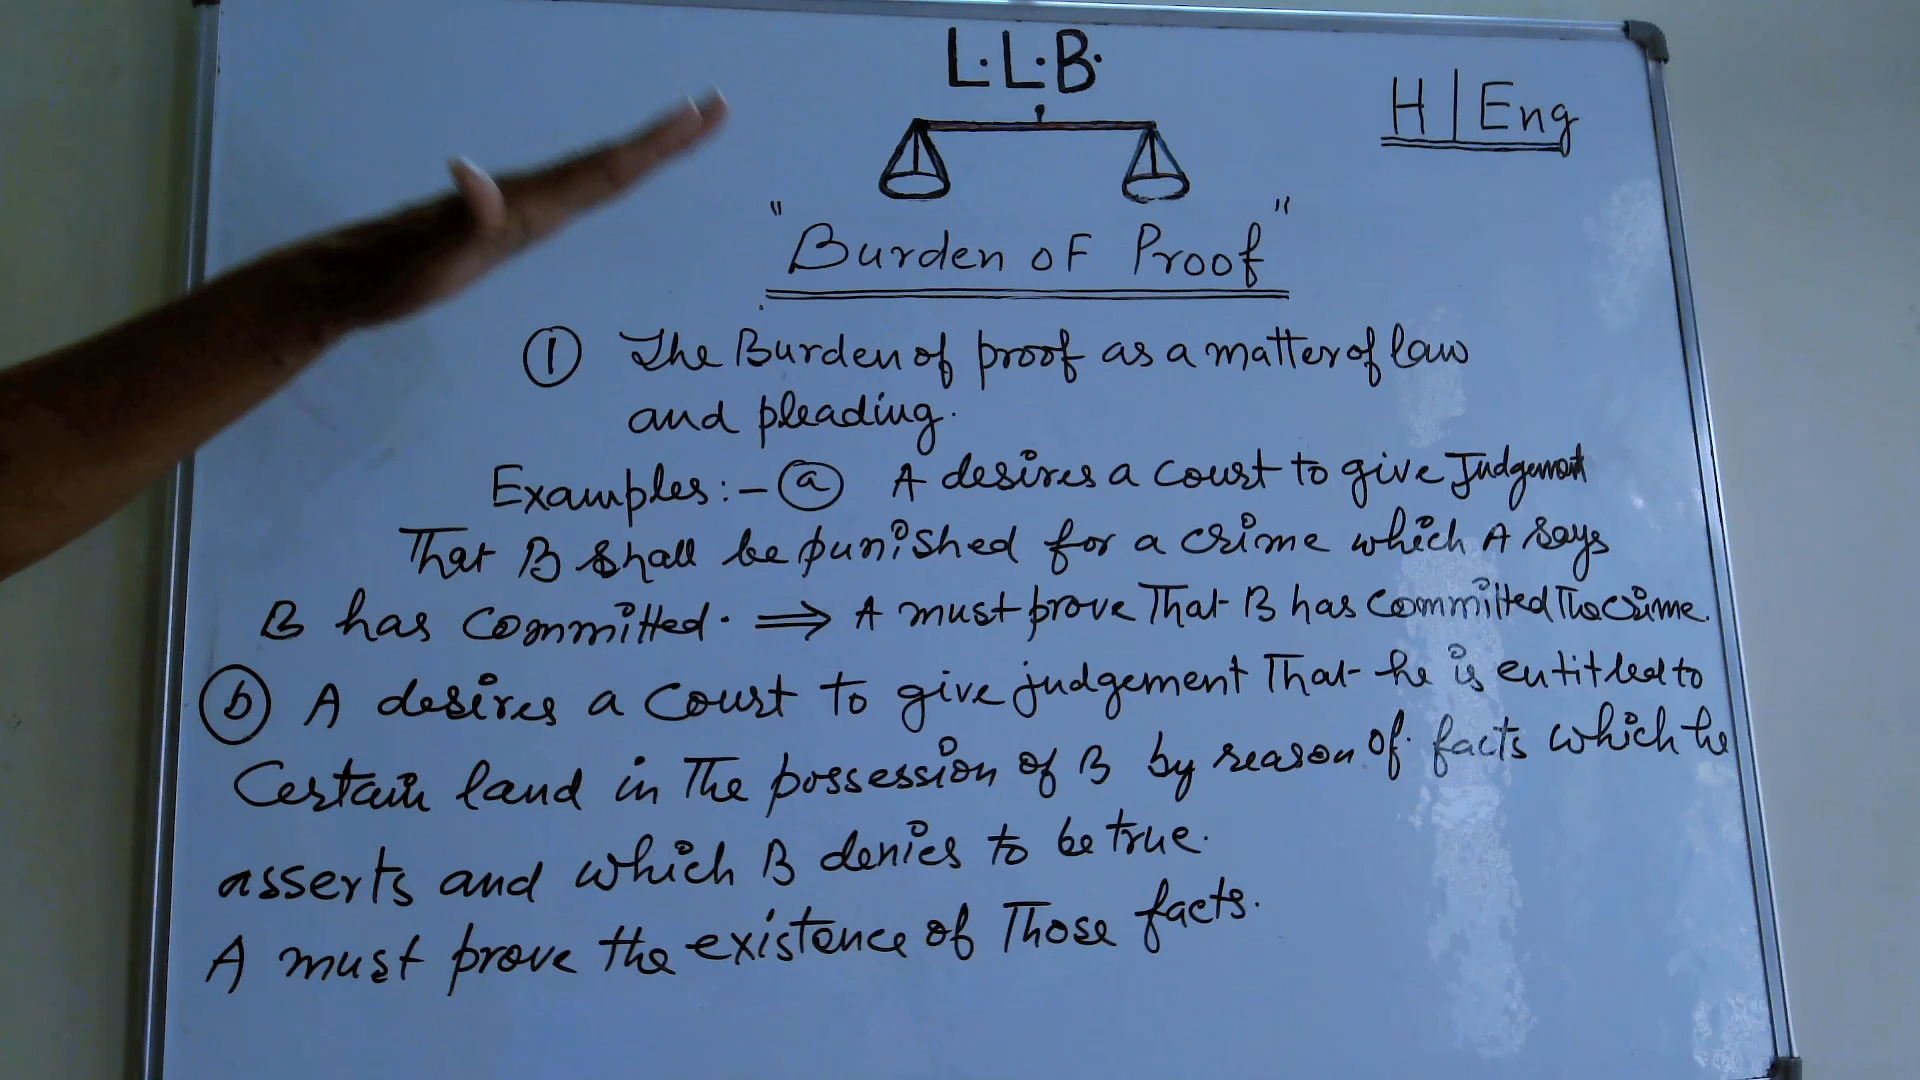 L.L.B.
H | Eng
"Burden of Proof"
① The Burden of proof as a matter of law
and pleading.
Examples:- ⓐ A desires a court to give Judgement
That B shall be punished for a crime which A says
B has committed. ⇒ A must prove That B has committed The crime.
ⓑ A desires a court to give judgement That he is entitled to
Certain land in The possession of B by reason of facts which he
asserts and which B denies to be true.
A must prove the existence of Those facts.